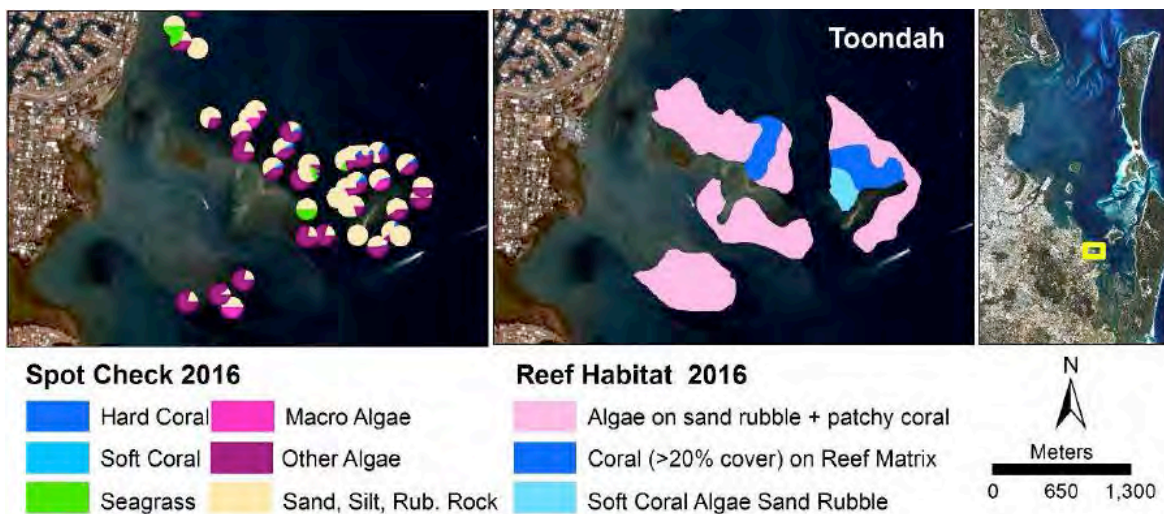 Toondah
Spot Check 2016
Hard Coral
Macro Algae
Soft Coral
Other Algae
Seagrass
Sand, Silt, Rub. Rock
Reef Habitat 2016
Algae on sand rubble + patchy coral
Coral (>20% cover) on Reef Matrix
Soft Coral Algae Sand Rubble
N
Meters
0 650 1,300